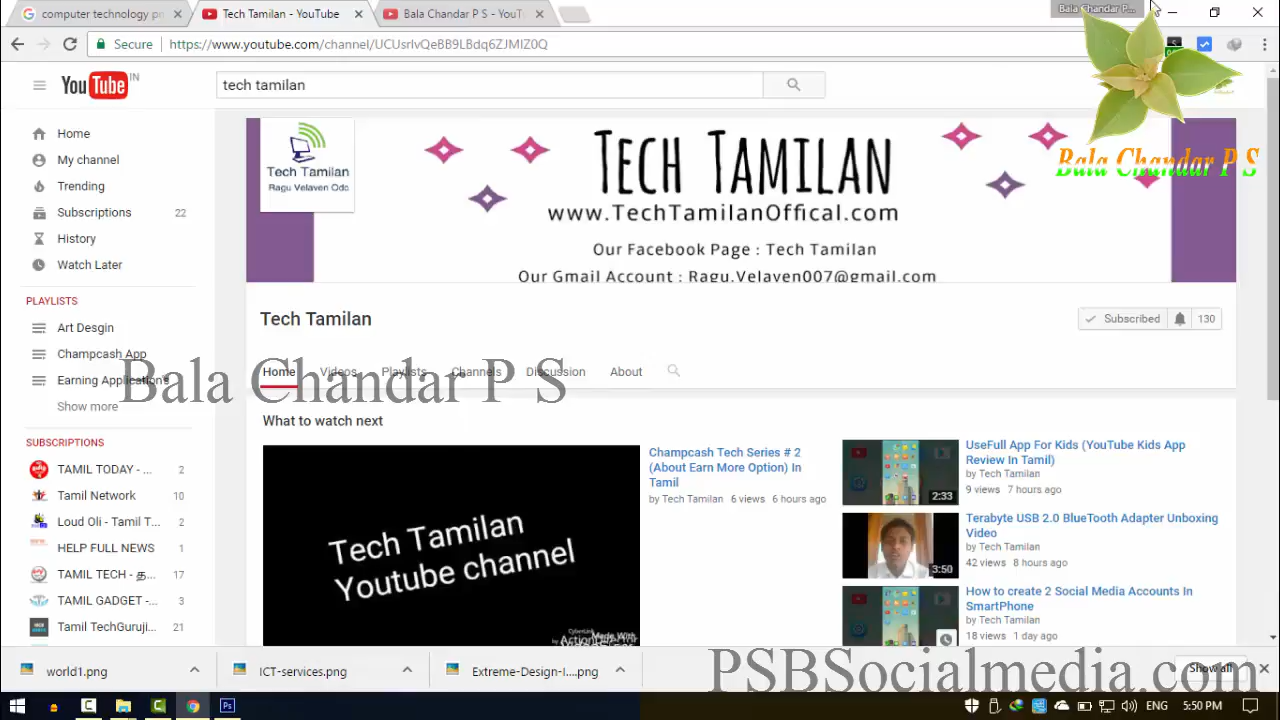 computer technology pn
Tech Tamilan - YouTube
Bala Chandar P S - YouT
Bala Chandar P...
Secure
https://www.youtube.com/channel/UCUsrIvQeBB9LEdq6ZJMIZ0Q
YouTube IN
tech tamilan
Home
My channel
Trending
Subscriptions 22
History
Watch Later
PLAYLISTS
Art Desgin
Champcash App
Earning Applications
Show more
SUBSCRIPTIONS
TAMIL TODAY - ... 2
Tamil Network 10
Loud Oli - Tamil T... 2
HELP FULL NEWS 1
TAMIL TECH - த... 17
TAMIL GADGET -... 3
Tamil TechGuruji... 21
Tech Tamilan
Ragu Velaven Odc
TECH TAMILAN
www.TechTamilanOffical.com
Our Facebook Page : Tech Tamilan
Our Gmail Account : Ragu.Velaven007@gmail.com
Bala Chandar P S
Tech Tamilan
Subscribed 130
Home Videos Playlists Channels Discussion About
Bala Chandar P S
What to watch next
Tech Tamilan
Youtube channel
CyberLink
Made With
Champcash Tech Series # 2
(About Earn More Option) In
Tamil
by Tech Tamilan 6 views 6 hours ago
UseFull App For Kids (YouTube Kids App
Review In Tamil)
by Tech Tamilan
9 views 7 hours ago
2:33
Terabyte USB 2.0 BlueTooth Adapter Unboxing
Video
by Tech Tamilan
42 views 8 hours ago
3:50
How to create 2 Social Media Accounts In
SmartPhone
by Tech Tamilan
18 views 1 day ago
world1.png
ICT-services.png
Extreme-Design-I....png
Show all
PSBSocialmedia.com
ENG 5:50 PM